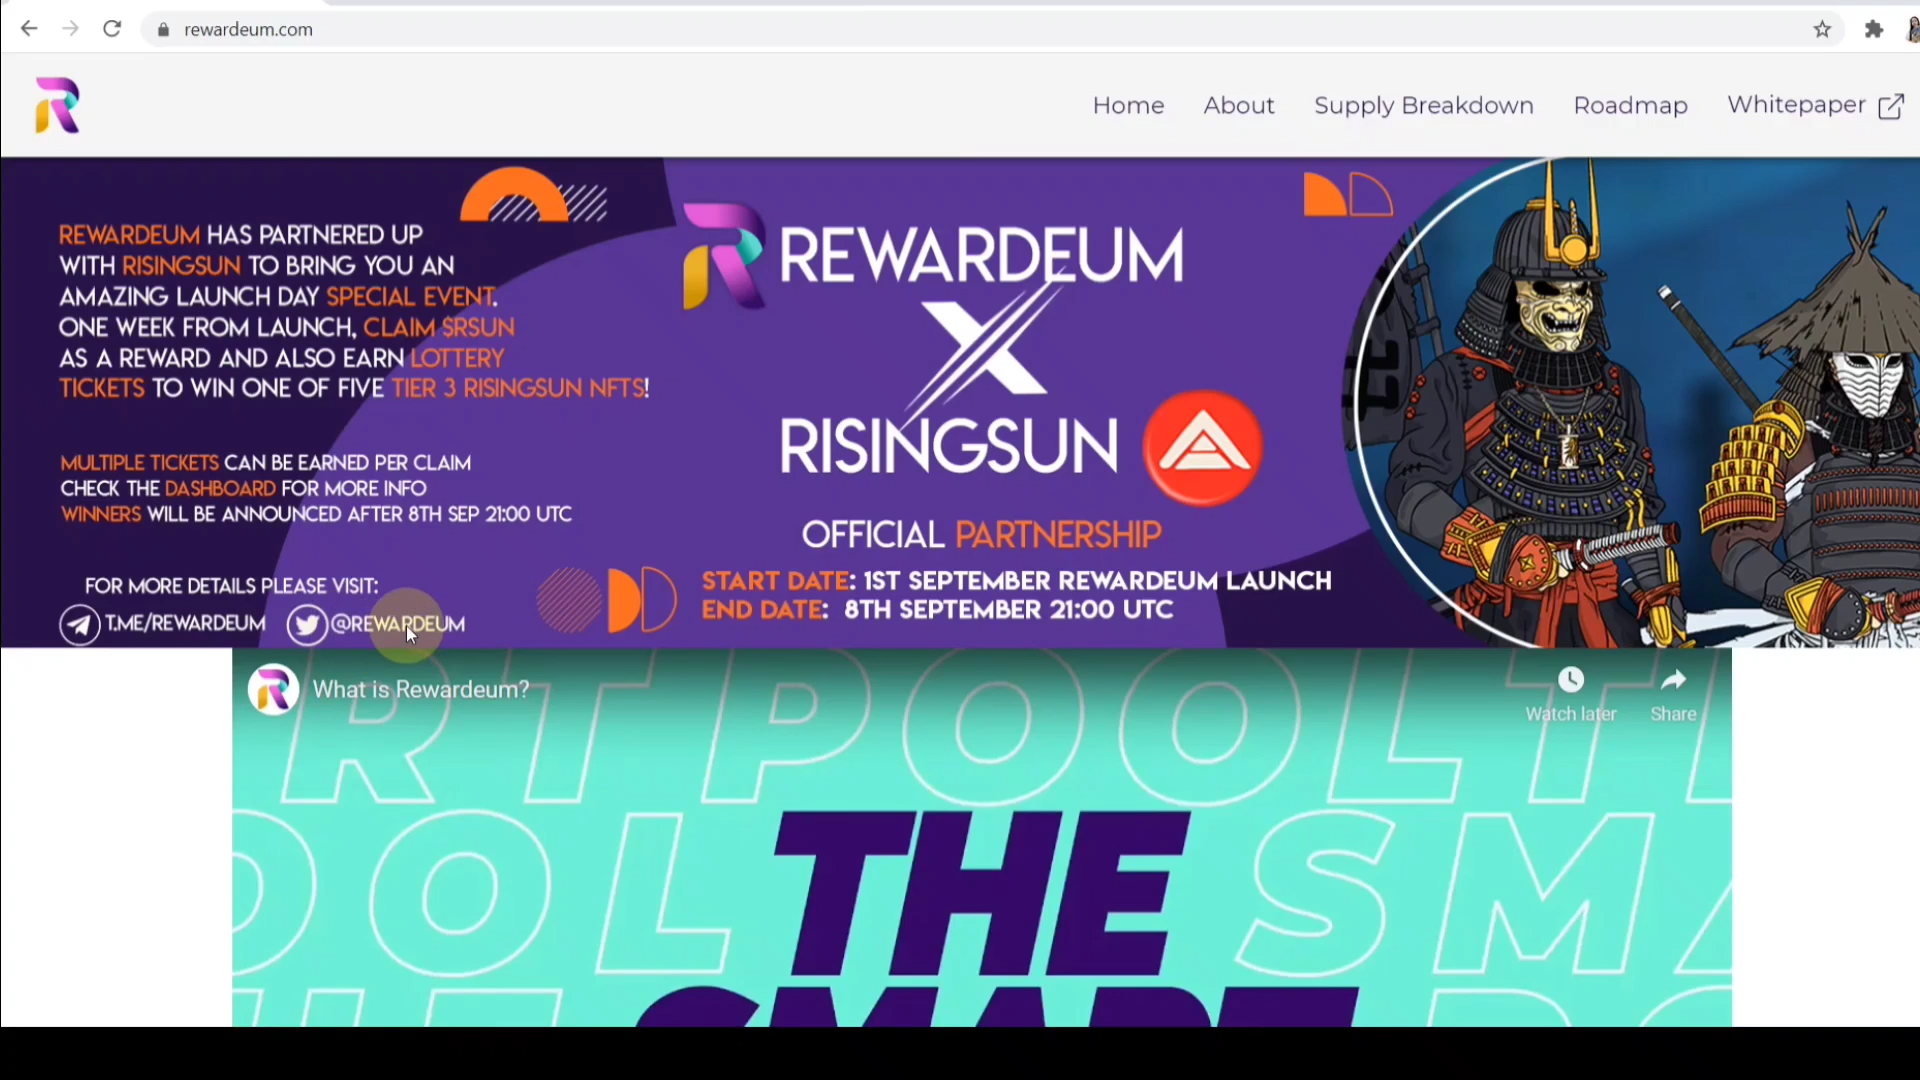 rewardeum.com
Home About Supply Breakdown Roadmap Whitepaper
REWARDEUM HAS PARTNERED UP
WITH RISINGSUN TO BRING YOU AN
AMAZING LAUNCH DAY SPECIAL EVENT.
ONE WEEK FROM LAUNCH, CLAIM $RSUN
AS A REWARD AND ALSO EARN LOTTERY
TICKETS TO WIN ONE OF FIVE TIER 3 RISINGSUN NFTS!
MULTIPLE TICKETS CAN BE EARNED PER CLAIM
CHECK THE DASHBOARD FOR MORE INFO
WINNERS WILL BE ANNOUNCED AFTER 8TH SEP 21:00 UTC
FOR MORE DETAILS PLEASE VISIT:
T.ME/REWARDEUM @REWARDEUM
REWARDEUM
X
RISINGSUN
OFFICIAL PARTNERSHIP
START DATE: 1ST SEPTEMBER REWARDEUM LAUNCH
END DATE: 8TH SEPTEMBER 21:00 UTC
What is Rewardeum?
Watch later Share
RT POOL T
OOL THE SMA
SMART